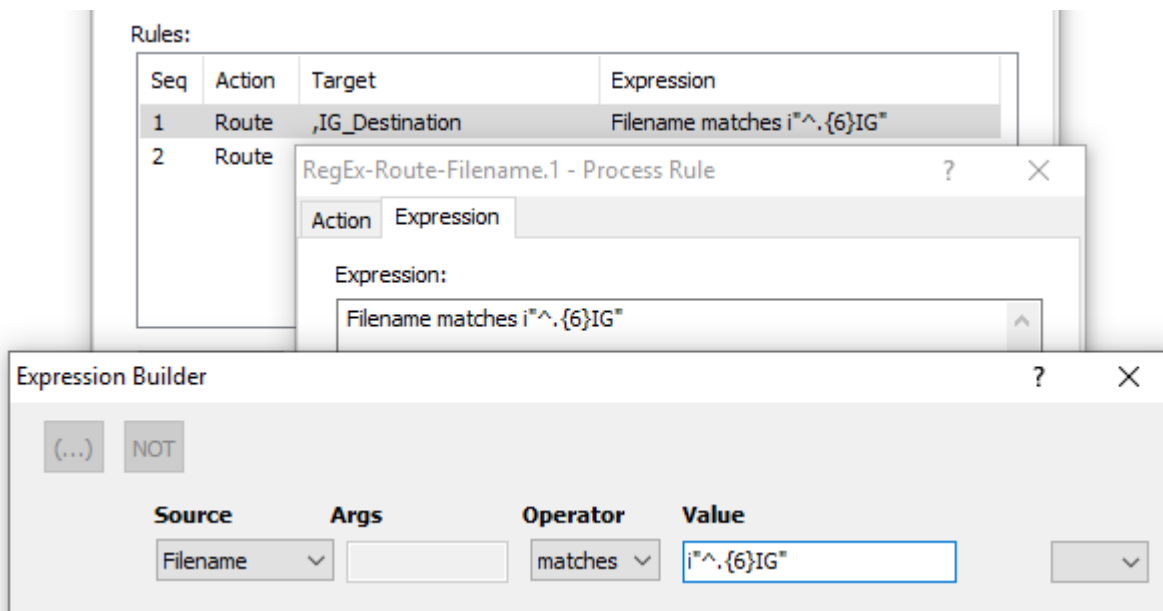 Rules:
Seq Action Target Expression
1 Route ,IG_Destination Filename matches i"^.{6}IG"
2 Route
RegEx-Route-Filename.1 - Process Rule ? ×
Action Expression
Expression:
Filename matches i"^.{6}IG"
Expression Builder ? ×
(...) NOT
Source Args Operator Value
Filename matches i"^.{6}IG"